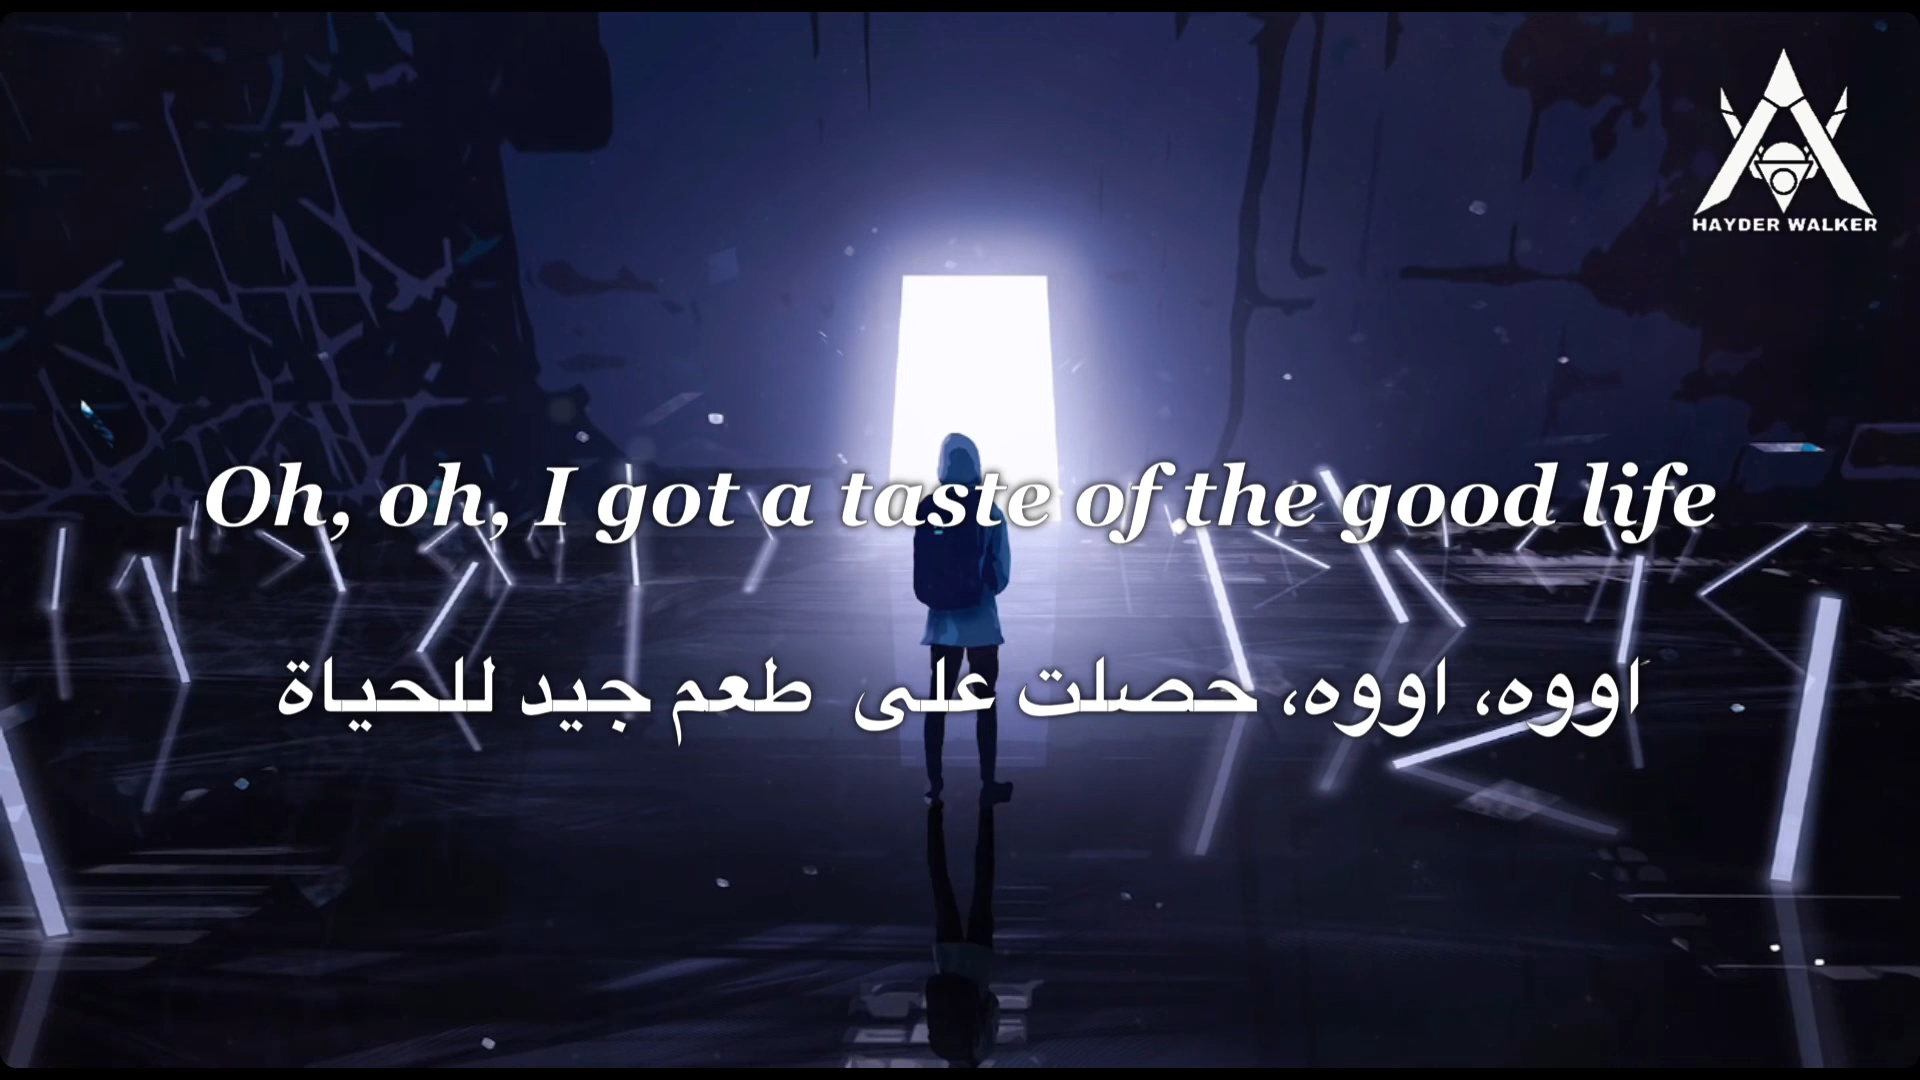 HAYDER WALKER
Oh, oh, I got a taste of the good life
اووه، اووه، حصلت على طعم جيد للحياة